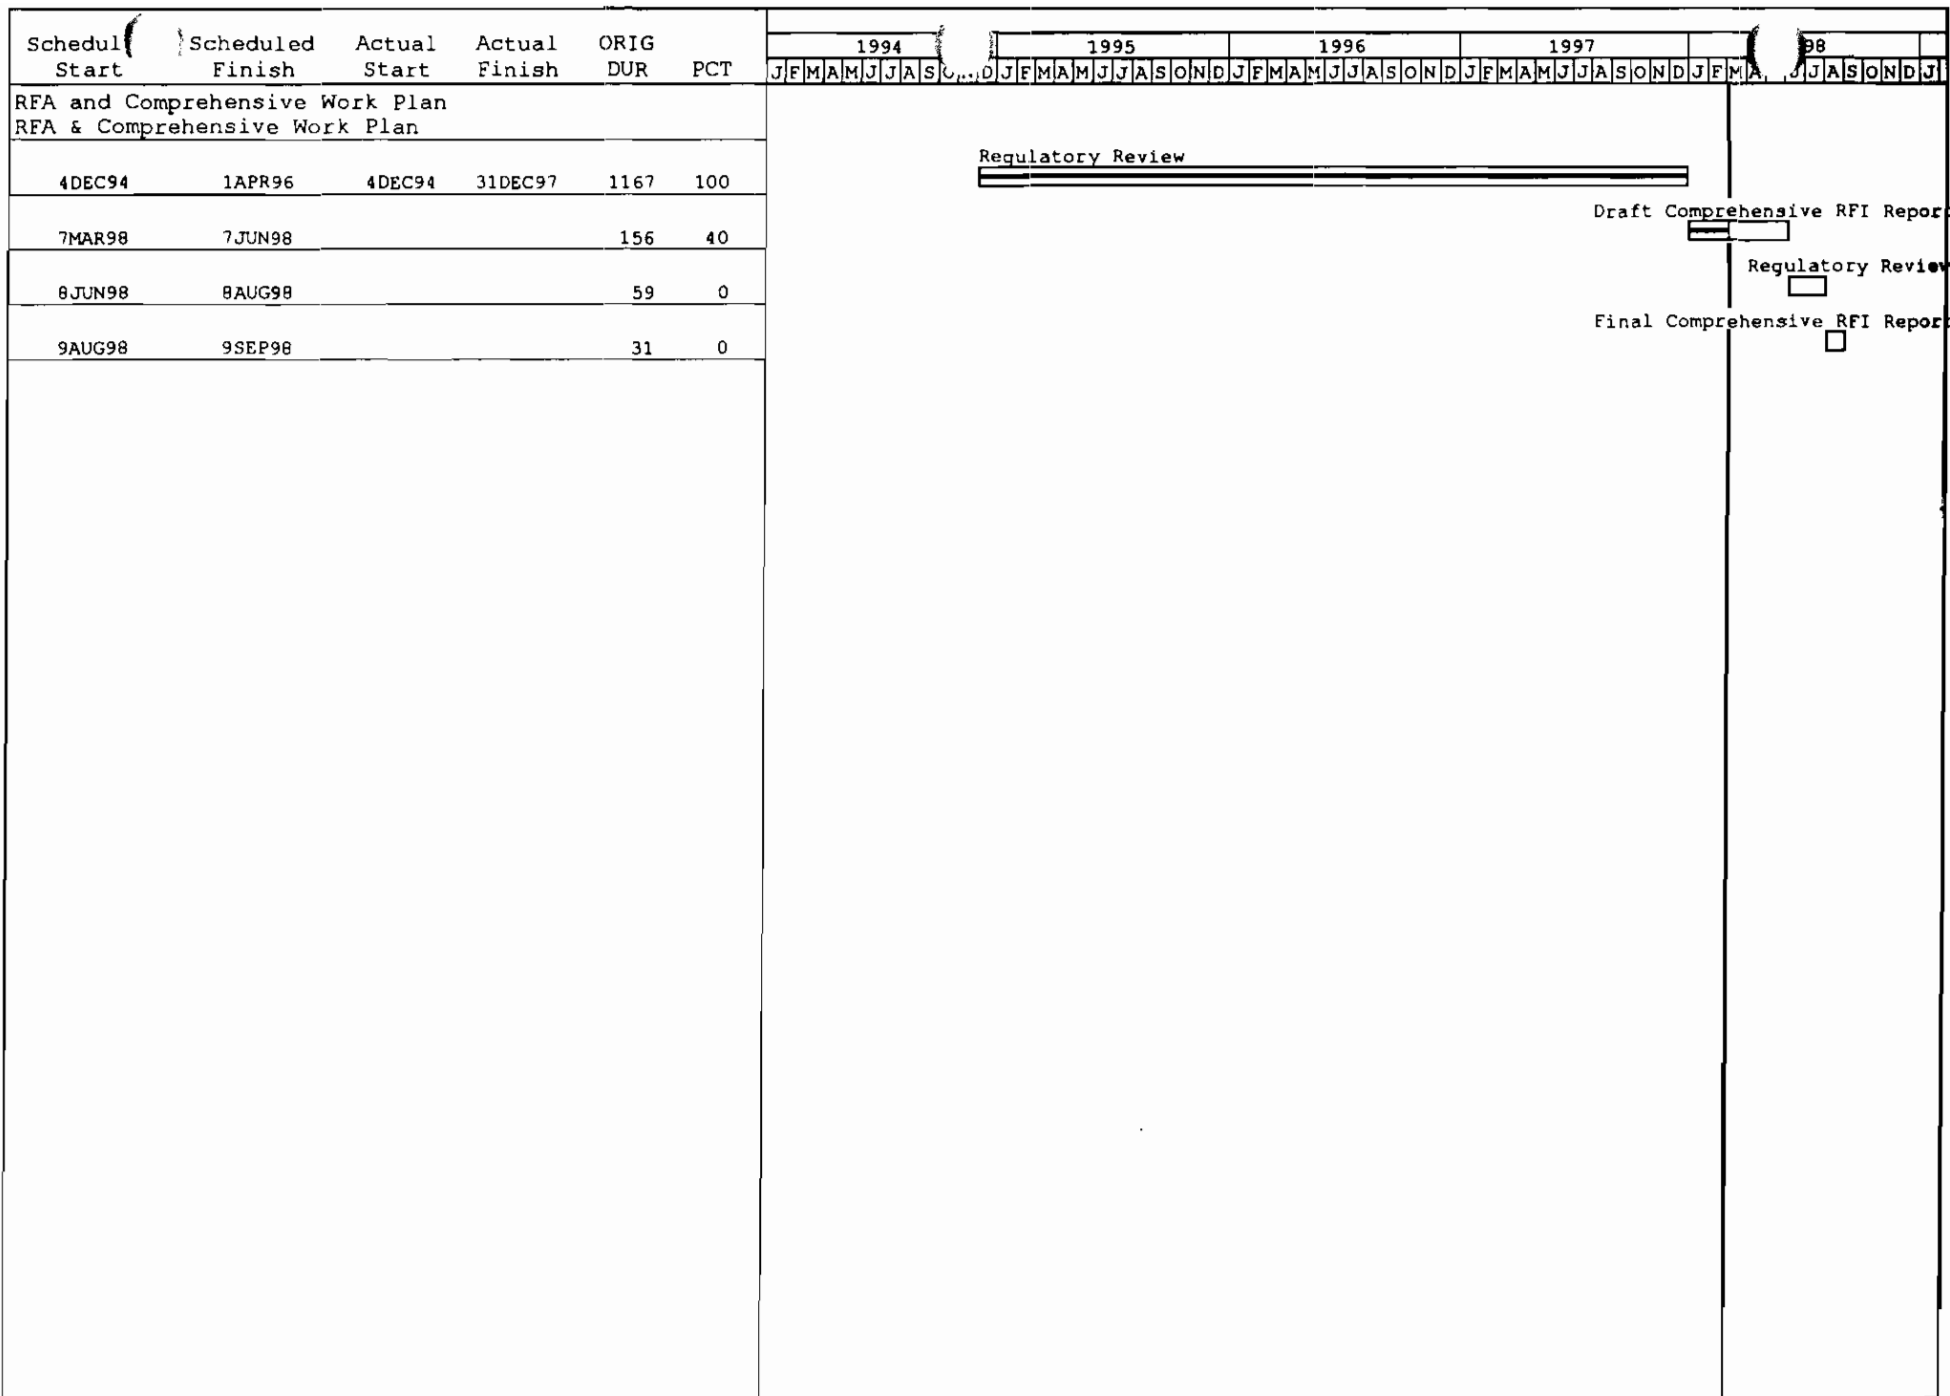 Schedul Scheduled Actual Actual ORIG
Start Finish Start Finish DUR PCT
1994 1995 1996 1997 98
J F M A M J J A S D J F M A M J J A S O N D J F M A M J J A S O N D J F M A M J J A S O N D J F M A J J A S O N D J
RFA and Comprehensive Work Plan
RFA & Comprehensive Work Plan
Regulatory Review
4DEC94 1APR96 4DEC94 31DEC97 1167 100
Draft Comprehensive RFI Repor
7MAR98 7JUN98 156 40
Regulatory Review
8JUN98 8AUG98 59 0
Final Comprehensive RFI Repor
9AUG98 9SEP98 31 0